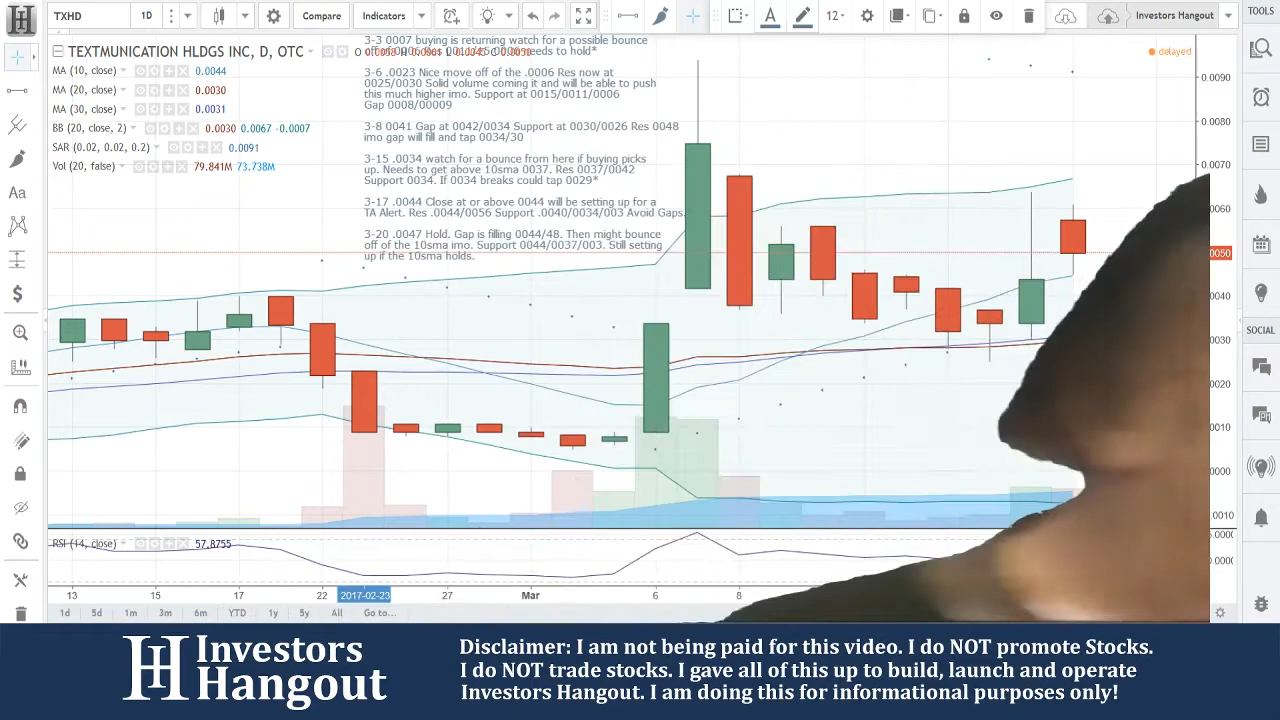 TXHD 1D Compare Indicators 12 Investors Hangout TOOLS
TEXTMUNICATION HLDGS INC, D, OTC
delayed
MA (10, close) 0.0044
MA (20, close) 0.0030
MA (30, close) 0.0031
BB (20, close, 2) 0.0030 0.0067 -0.0007
SAR (0.02, 0.02, 0.2) 0.0091
Vol (20, false) 79.841M 73.738M
3-3 0007 buying is returning watch for a possible bounce
needs to hold*
3-6 .0023 Nice move off of the .0006 Res now at
0025/0030 Solid volume coming it and will be able to push
this much higher imo. Support at 0015/0011/0006
Gap 0008/00009
3-8 0041 Gap at 0042/0034 Support at 0030/0026 Res 0048
imo gap will fill and tap 0034/30
3-15 .0034 watch for a bounce from here if buying picks
up. Needs to get above 10sma 0037. Res 0037/0042
Support 0034. If 0034 breaks could tap 0029*
3-17 .0044 Close at or above 0044 will be setting up for a
TA Alert. Res .0044/0056 Support .0040/0034/003 Avoid Gaps.
3-20 .0047 Hold. Gap is filling 0044/48. Then might bounce
off of the 10sma imo. Support 0044/0037/003. Still setting
up if the 10sma holds.
0.0090
0.0080
0.0070
0060
0050
0040
0030
0020
0010
0000
0010
5.0000
0.0000
SOCIAL
RSI (14, close) 57.8755
13 15 17 22 2017-02-23 27 Mar 6 8
1d 5d 1m 3m 6m YTD 1y 5y All Go to...
Aa
$
H Investors
Hangout
Disclaimer: I am not being paid for this video. I do NOT promote Stocks.
I do NOT trade stocks. I gave all of this up to build, launch and operate
Investors Hangout. I am doing this for informational purposes only!